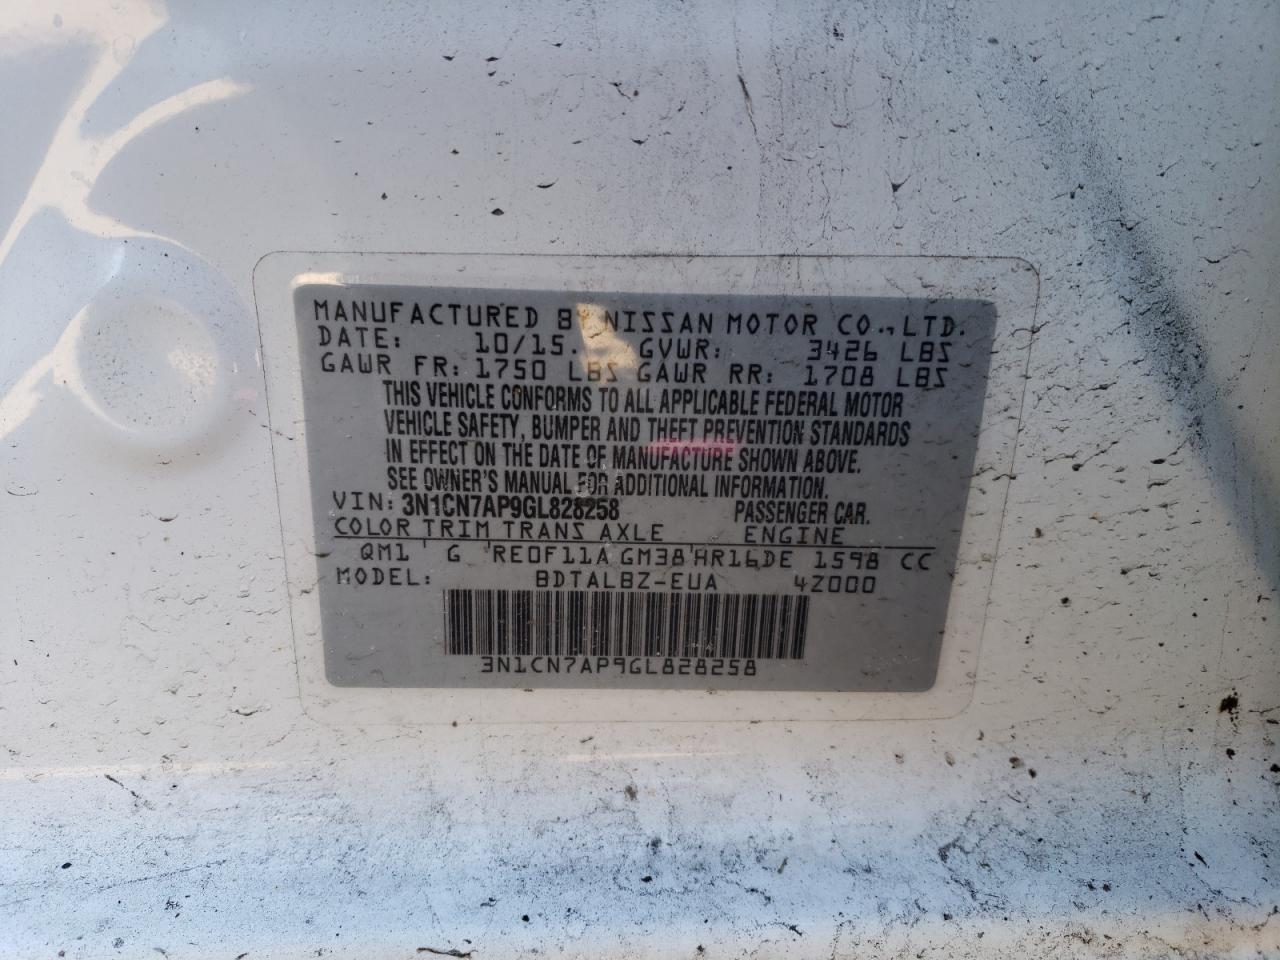 MANUFACTURED BY NISSAN MOTOR CO., LTD.
DATE: 10/15. GVWR: 3426 LBS
GAWR FR: 1750 LBS GAWR RR: 1708 LBS
THIS VEHICLE CONFORMS TO ALL APPLICABLE FEDERAL MOTOR
VEHICLE SAFETY, BUMPER AND THEFT PREVENTION STANDARDS
IN EFFECT ON THE DATE OF MANUFACTURE SHOWN ABOVE.
SEE OWNER'S MANUAL FOR ADDITIONAL INFORMATION.
VIN: 3N1CN7AP9GL828258 PASSENGER CAR.
COLOR TRIM TRANS AXLE ENGINE
QM1 G RE0F11A GM38 HR16DE 1598 CC
MODEL: BDTALBZ-EUA 4Z000
3N1CN7AP9GL828258